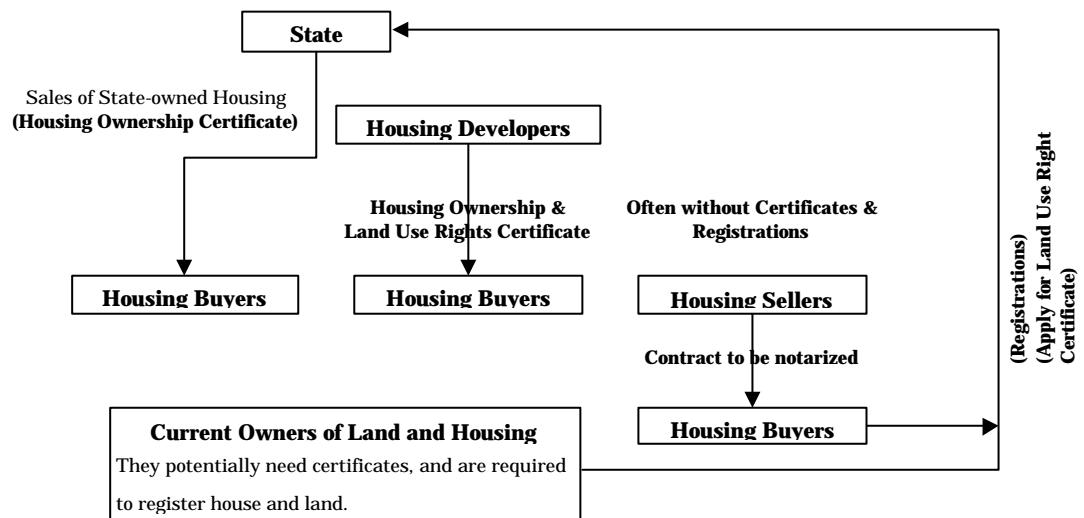 State
Sales of State-owned Housing
(Housing Ownership Certificate)
Housing Developers
Housing Ownership &
Land Use Rights Certificate
Often without Certificates &
Registrations
Housing Buyers
Housing Buyers
Housing Sellers
Contract to be notarized
Housing Buyers
Current Owners of Land and Housing
They potentially need certificates, and are required
to register house and land.
(Registrations)
(Apply for Land Use Right
Certificate)